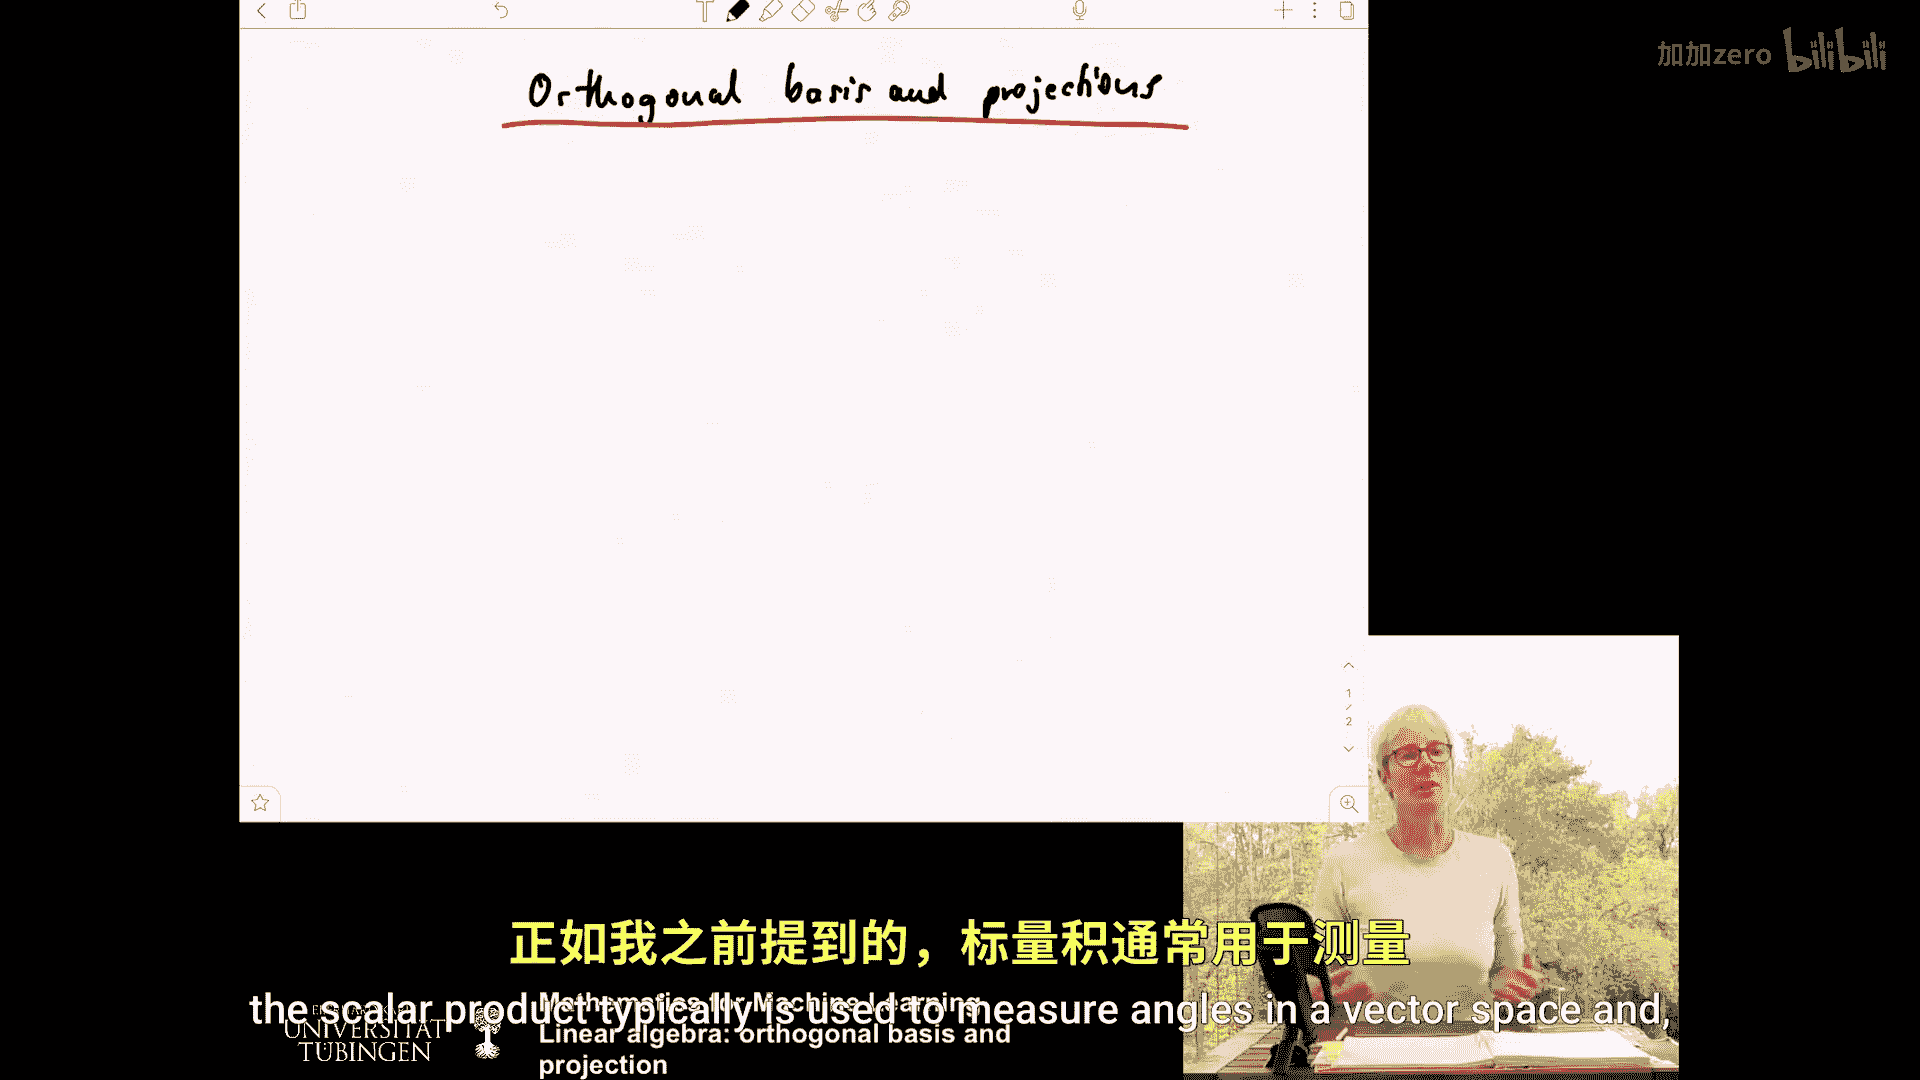 加加zero bilibili
Orthogonal basis and projections
1
/
2
正如我之前提到的，标量积通常用于测量
the scalar product typically is used to measure angles in a vector space and,
Mathematics for Machine Learning
UNIVERSITÄT
TÜBINGEN
Linear algebra: orthogonal basis and
projection